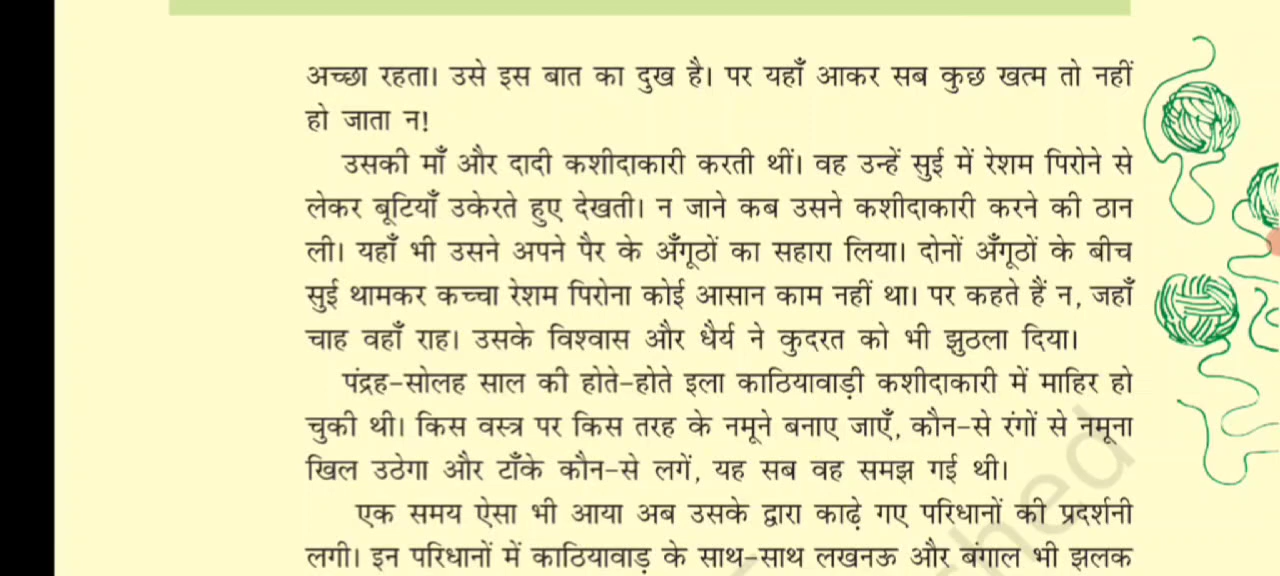 अच्छा रहता। उसे इस बात का दुख है। पर यहाँ आकर सब कुछ खत्म तो नहीं
हो जाता न!
उसकी माँ और दादी कशीदाकारी करती थीं। वह उन्हें सुई में रेशम पिरोने से
लेकर बूटियाँ उकेरते हुए देखती। न जाने कब उसने कशीदाकारी करने की ठान
ली। यहाँ भी उसने अपने पैर के अँगूठों का सहारा लिया। दोनों अँगूठों के बीच
सुई थामकर कच्चा रेशम पिरोना कोई आसान काम नहीं था। पर कहते हैं न, जहाँ
चाह वहाँ राह। उसके विश्वास और धैर्य ने कुदरत को भी झुठला दिया।
पंद्रह-सोलह साल की होते-होते इला काठियावाड़ी कशीदाकारी में माहिर हो
चुकी थी। किस वस्त्र पर किस तरह के नमूने बनाए जाएँ, कौन-से रंगों से नमूना
खिल उठेगा और टाँके कौन-से लगें, यह सब वह समझ गई थी।
एक समय ऐसा भी आया अब उसके द्वारा काढ़े गए परिधानों की प्रदर्शनी
लगी। इन परिधानों में काठियावाड़ के साथ-साथ लखनऊ और बंगाल भी झलक